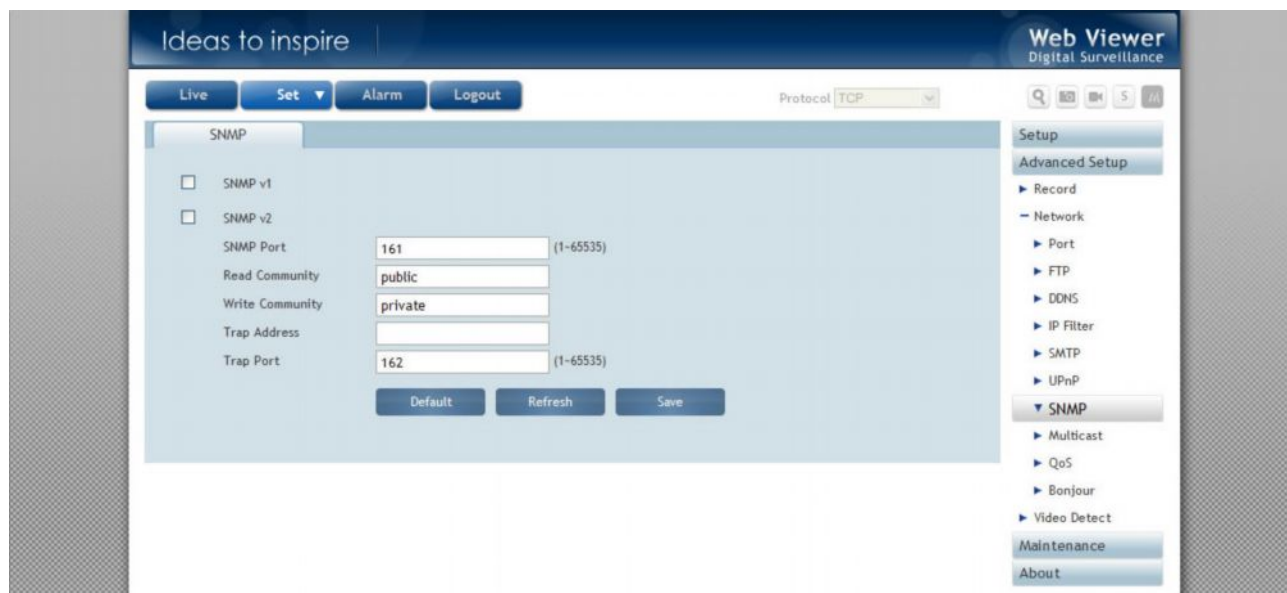 Ideas to inspire
Web Viewer
Digital Surveillance
Live
Set
Alarm
Logout
Protocol TCP
S
SNMP
SNMP v1
SNMP v2
SNMP Port 161 (1-65535)
Read Community public
Write Community private
Trap Address
Trap Port 162 (1-65535)
Default
Refresh
Save
Setup
Advanced Setup
Record
Network
Port
FTP
DDNS
IP Filter
SMTP
UPnP
SNMP
Multicast
QoS
Bonjour
Video Detect
Maintenance
About